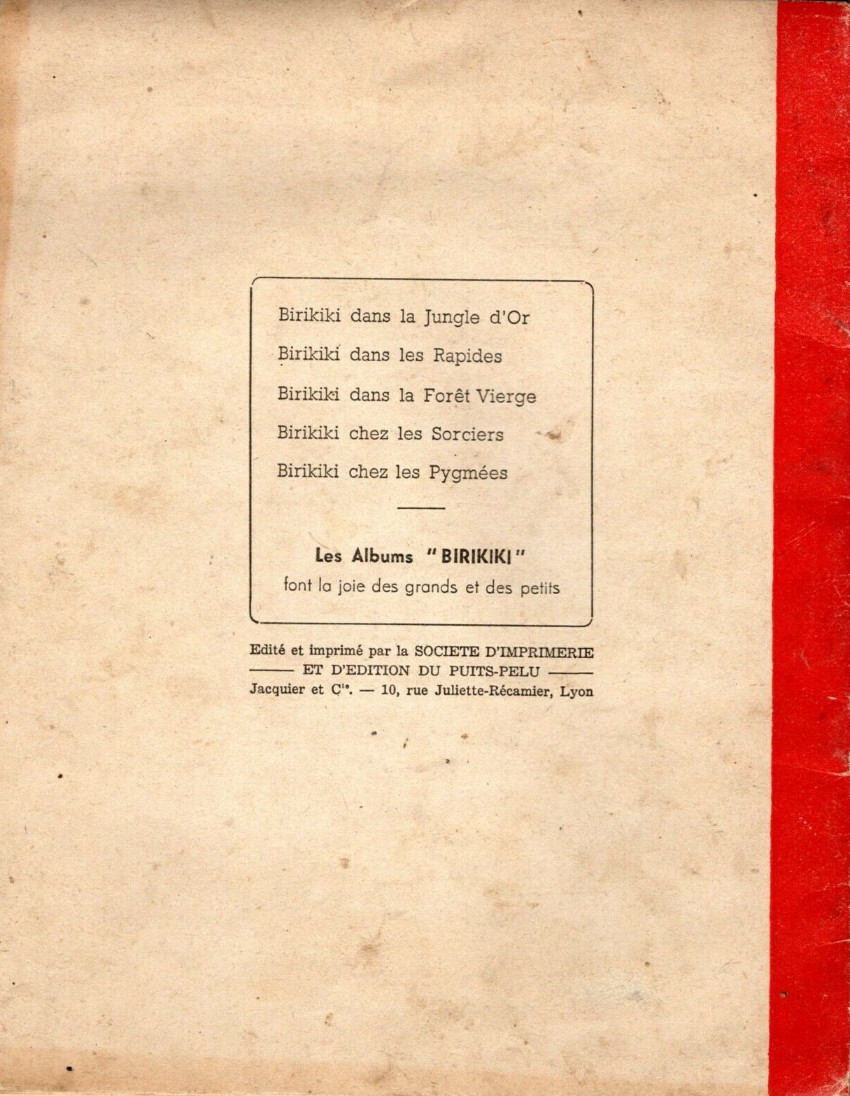 Birikiki dans la Jungle d'Or
Birikiki dans les Rapides
Birikiki dans la Forêt Vierge
Birikiki chez les Sorciers
Birikiki chez les Pygmées
Les Albums "BIRIKIKI"
font la joie des grands et des petits
Edité et imprimé par la SOCIETE D'IMPRIMERIE
ET D'EDITION DU PUITS-PELU
Jacquier et Cie. — 10, rue Juliette-Récamier, Lyon